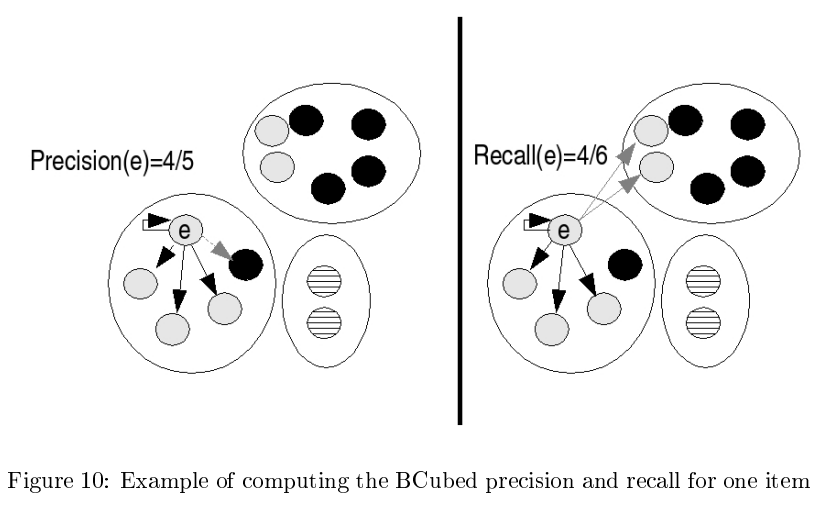 Precision(e)=4/5
e
Recall(e)=4/6
e
Figure 10: Example of computing the BCubed precision and recall for one item